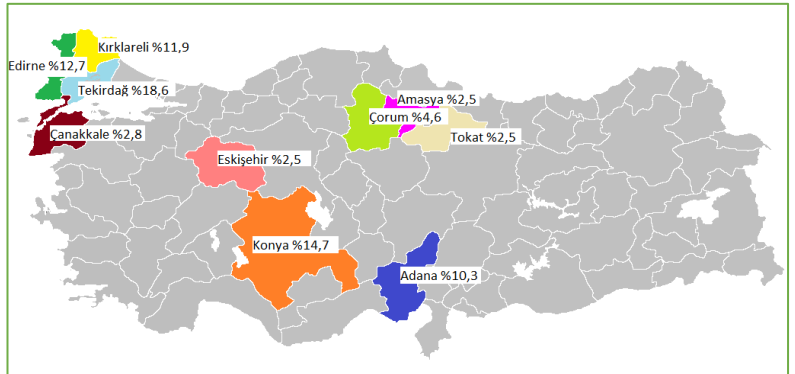 Kırklareli %11,9
Edirne %12,7
Tekirdağ %18,6
Çanakkale %2,8
Amasya %2,5
Çorum %4,6
Tokat %2,5
Eskişehir %2,5
Konya %14,7
Adana %10,3